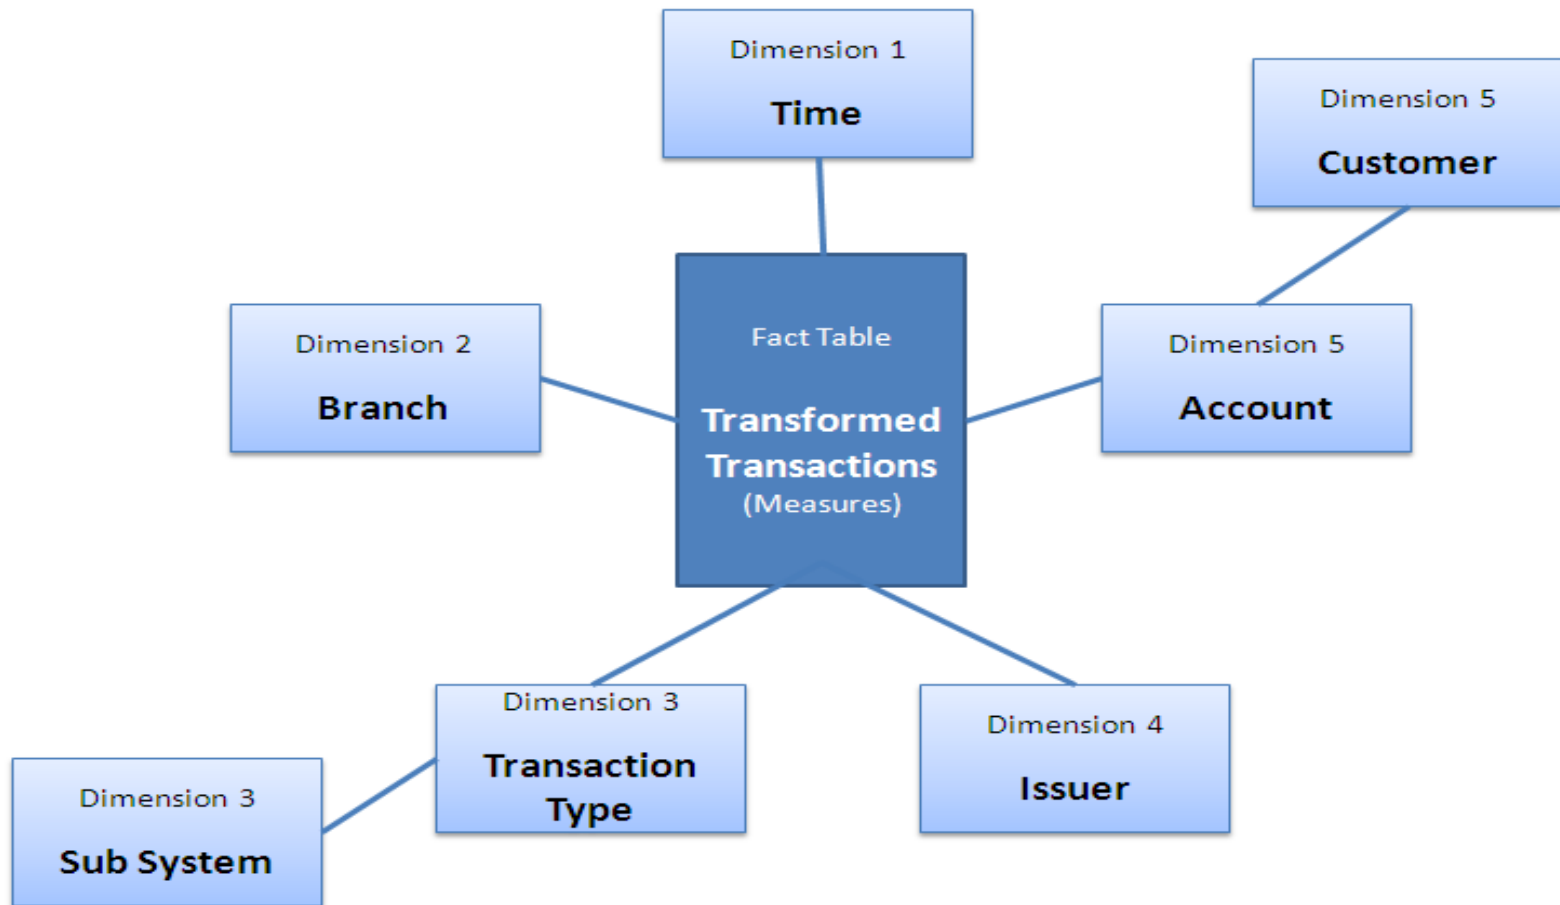 Dimension 1
Time
Dimension 5
Customer
Dimension 2
Branch
Fact Table
Transformed
Transactions
(Measures)
Dimension 5
Account
Dimension 3
Transaction
Type
Dimension 4
Issuer
Dimension 3
Sub System